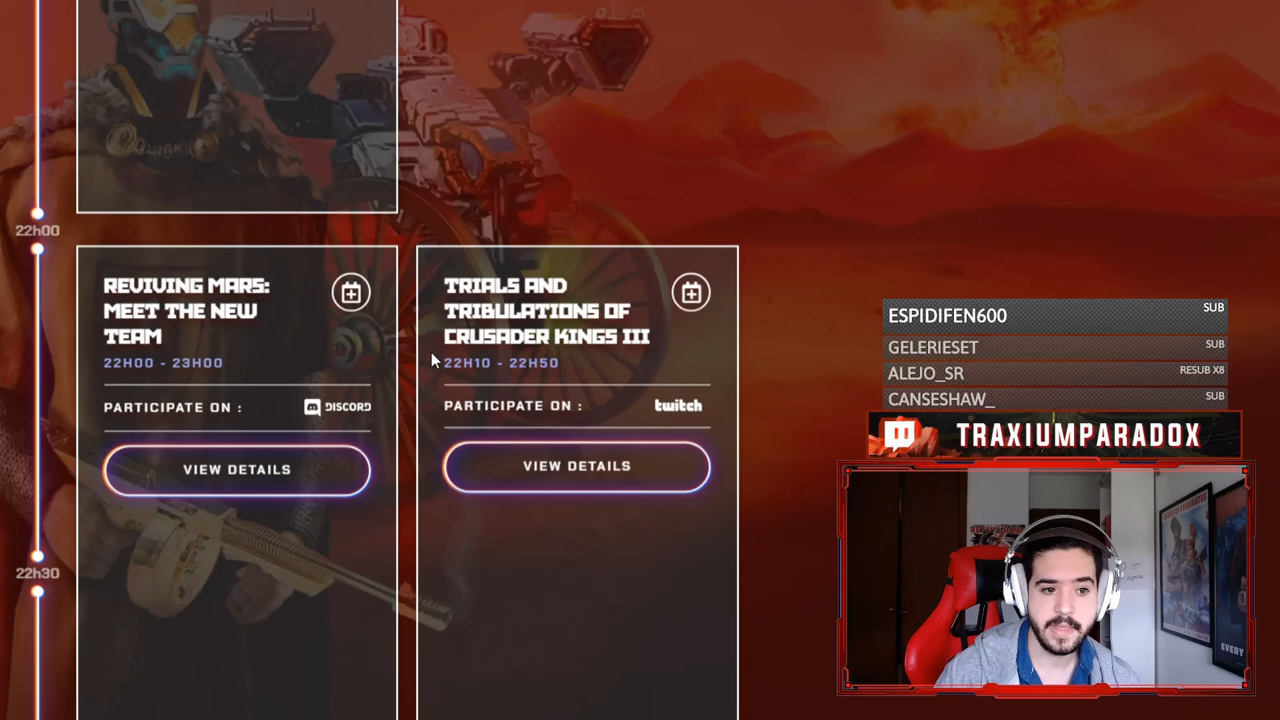 22h00
REVIVING MARS:
MEET THE NEW
TEAM
22H00 - 23H00
PARTICIPATE ON :
DISCORD
VIEW DETAILS
TRIALS AND
TRIBULATIONS OF
CRUSADER KINGS III
22H10 - 22H50
PARTICIPATE ON :
twitch
VIEW DETAILS
22h30
ESPIDIFEN600 SUB
GELERIESET SUB
ALEJO_SR RESUB X8
CANSESHAW_ SUB
TRAXIUMPARADOX
EVERY